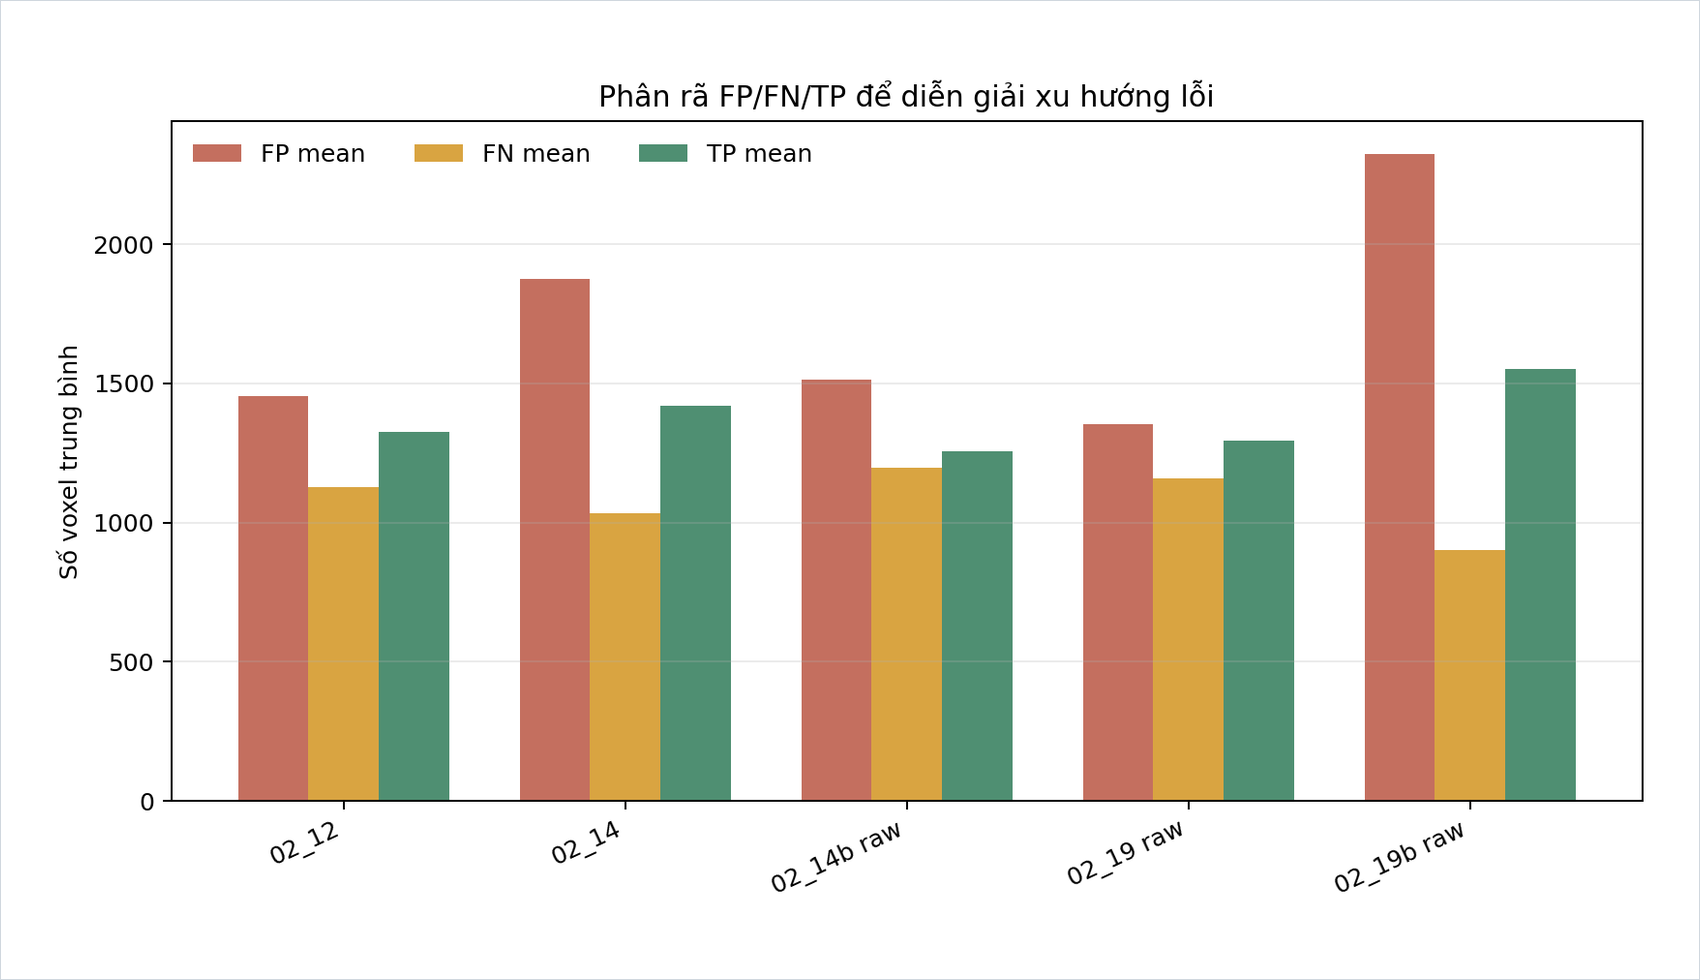 Phân rã FP/FN/TP để diễn giải xu hướng lỗi
FP mean
FN mean
TP mean
Số voxel trung bình
2000
1500
1000
500
0
02_12
02_14
02_14b raw
02_19 raw
02_19b raw